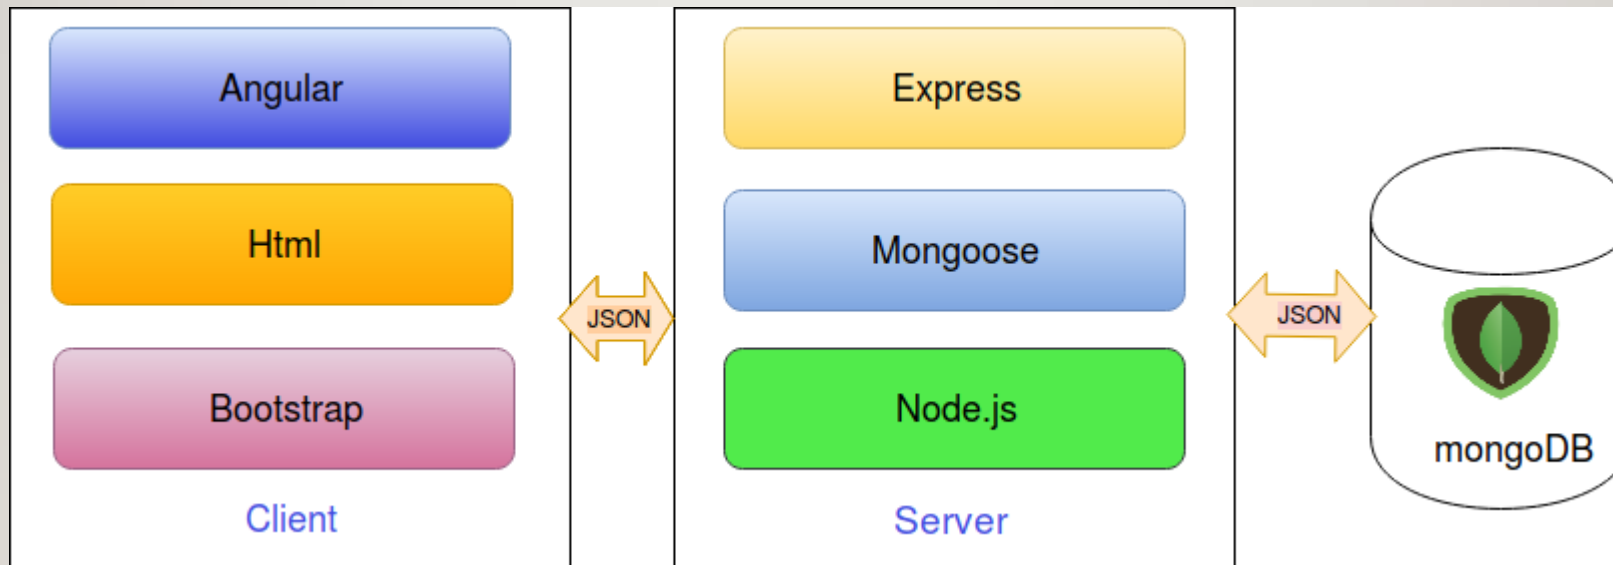 Angular
Html
Bootstrap
Client
JSON
Express
Mongoose
Node.js
Server
JSON
mongoDB